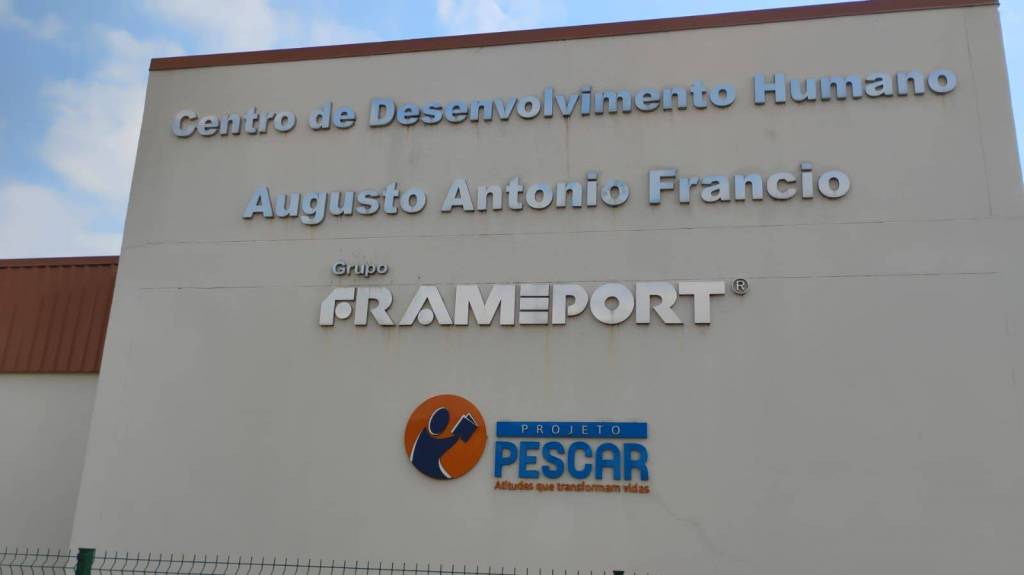 Centro de Desenvolvimento Humano
Augusto Antonio Francio
Grupo
FRAMEPORT®
PROJETO
PESCAR
Atitudes que transformam vidas